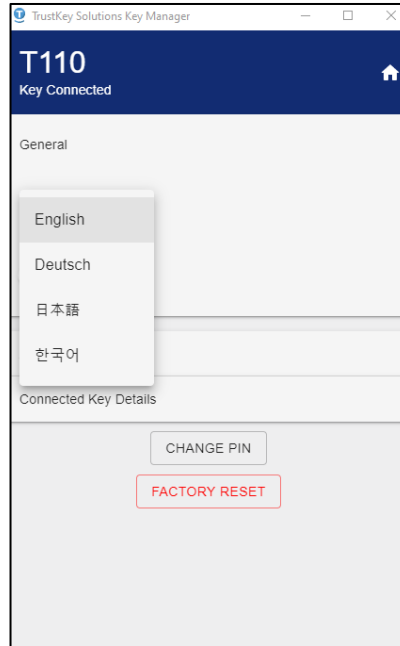 TrustKey Solutions Key Manager
T110
Key Connected
General
English
Deutsch
日本語
한국어
Connected Key Details
CHANGE PIN
FACTORY RESET